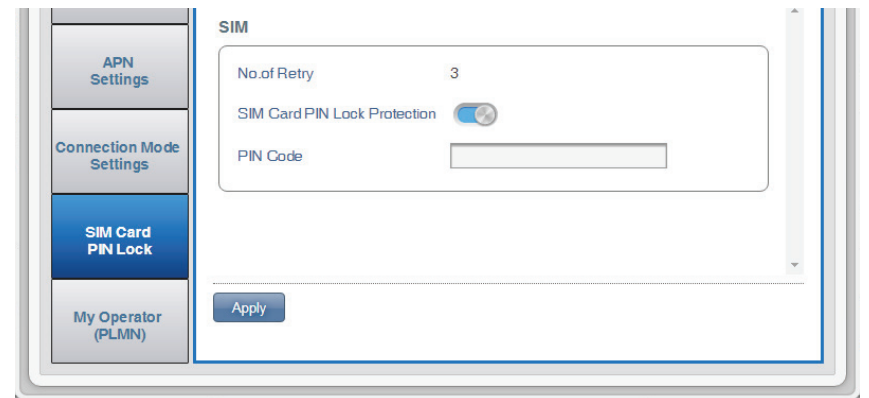 APN
Settings
Connection Mode
Settings
SIM Card
PIN Lock
My Operator
(PLMN)
SIM
No.of Retry 3
SIM Card PIN Lock Protection
PIN Code
Apply